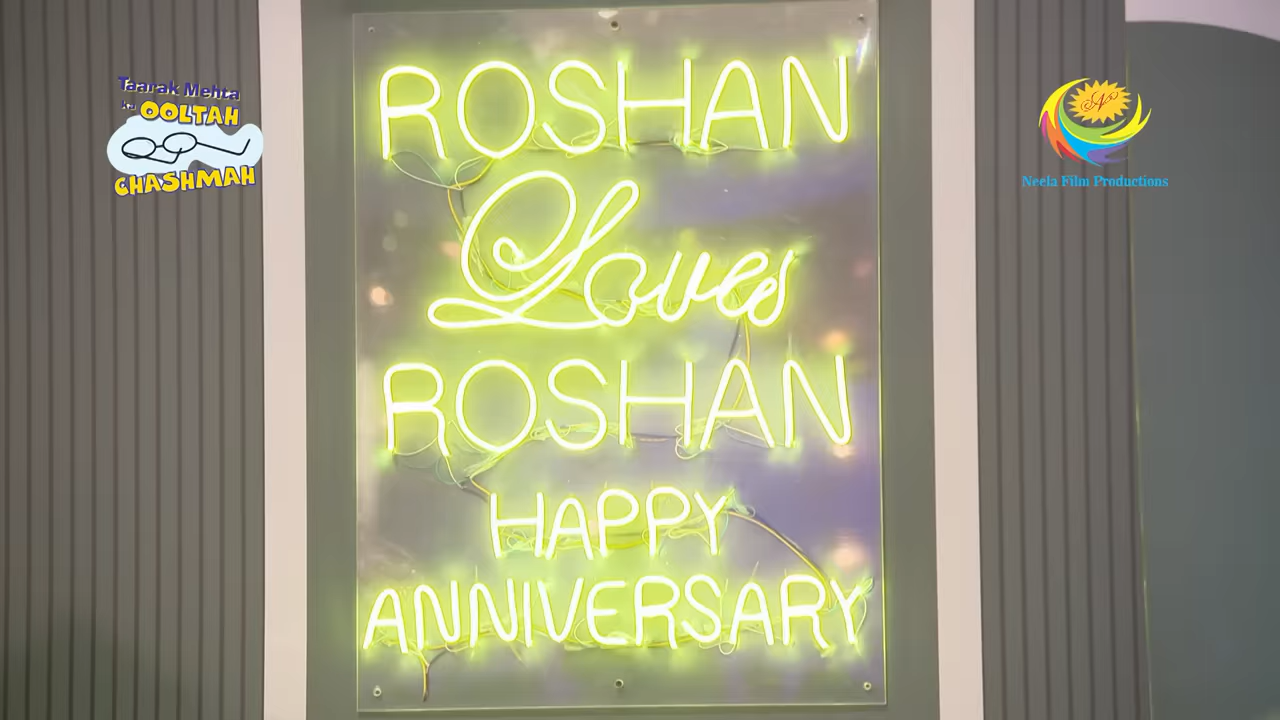 Taarak Mehta
ka OOLTAH
CHASHMAH
Neela Film Productions
ROSHAN
Loves
ROSHAN
HAPPY
ANNIVERSARY